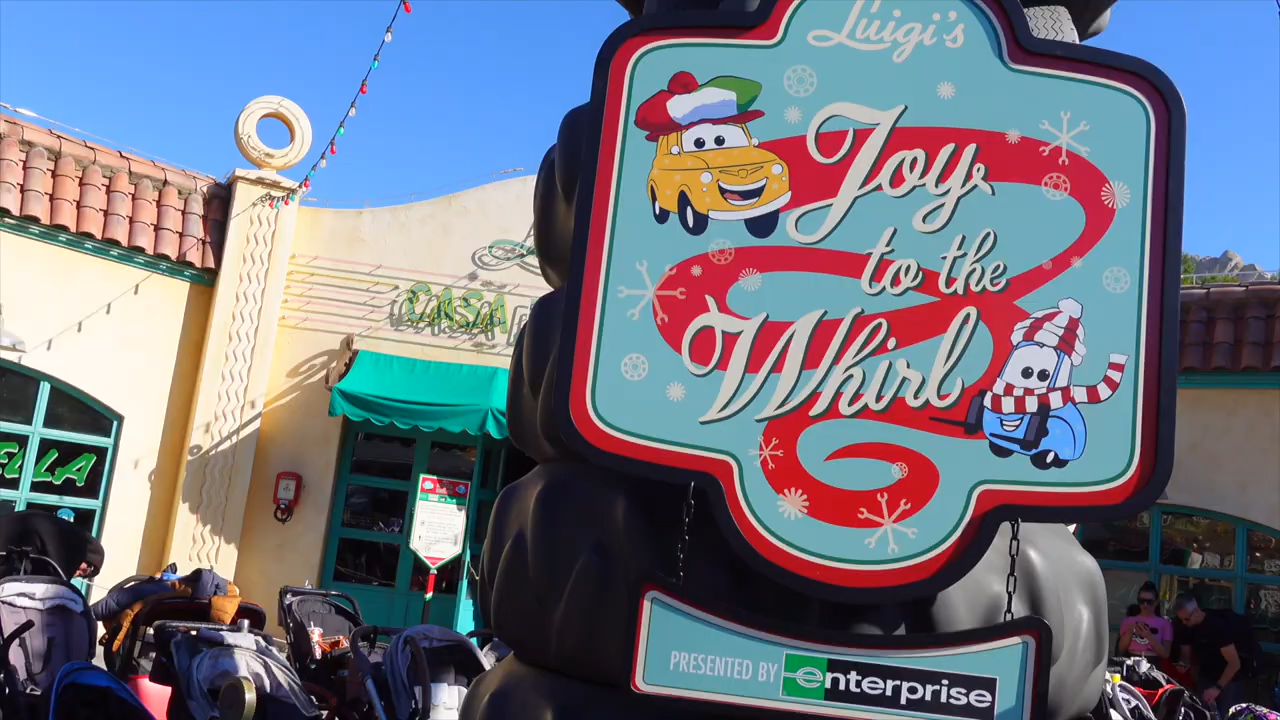 Luigi's
Joy
to the
Whirl
CASA
ELLA
PRESENTED BY enterprise